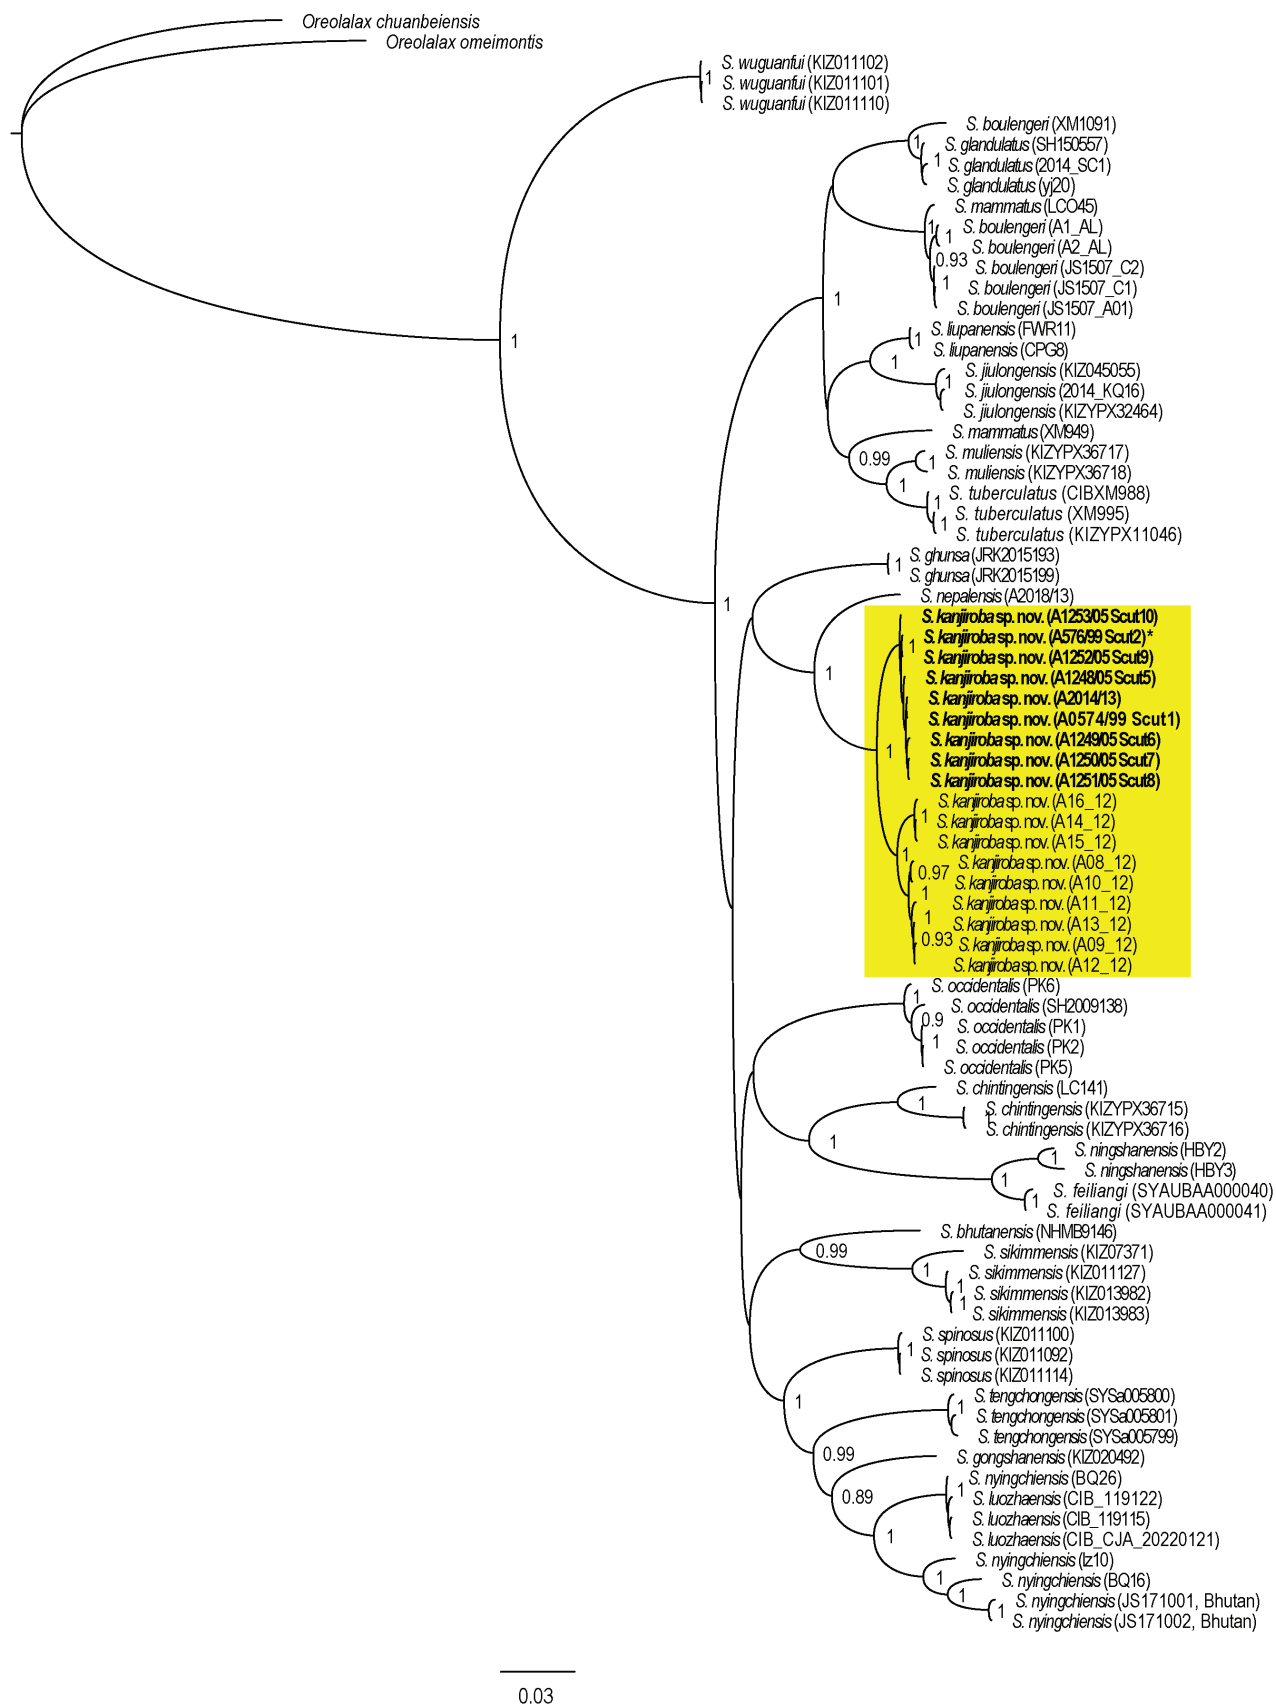 Oreolalax chuanbeiensis
Oreolalax omeimontis
S. wuguanfui (KIZ011102)
1
S. wuguanfui (KIZ011101)
S. wuguanfui (KIZ011110)
S. boulengeri (XM1091)
1
S. glandulatus (SH150557)
1
S. glandulatus (2014_SC1)
S. glandulatus (yj20)
S. mammatus (LCO45)
1
S. boulengeri (A1_AL)
1
S. boulengeri (A2_AL)
0.93
S. boulengeri (JS1507_C2)
1
S. boulengeri (JS1507_C1)
1
S. boulengeri (JS1507_A01)
S. liupanensis (FWR11)
1
1
S. liupanensis (CPG8)
1
S. jiulongensis (KIZ045055)
1
S. jiulongensis (2014_KQ16)
S. jiulongensis (KIZYPX32464)
S. mammatus (XM949)
0.99
S. muliensis (KIZYPX36717)
1
S. muliensis (KIZYPX36718)
1
S. tuberculatus (CIBXM988)
1
S. tuberculatus (XM995)
1
S. tuberculatus (KIZYPX11046)
S. ghunsa (JRK2015193)
1
S. ghunsa (JRK2015199)
S. nepalensis (A2018/13)
1
S. kanjiroba sp. nov. (A1253/05 Scut10)
S. kanjiroba sp. nov. (A576/99 Scut2) *
1
S. kanjiroba sp. nov. (A1252/05 Scut9)
1
S. kanjiroba sp. nov. (A1248/05 Scut5)
S. kanjiroba sp. nov. (A2014/13)
S. kanjiroba sp. nov. (A0574/99 Scut1)
S. kanjiroba sp. nov. (A1249/05 Scut6)
1
S. kanjiroba sp. nov. (A1250/05 Scut7)
S. kanjiroba sp. nov. (A1251/05 Scut8)
S. kanjiroba sp. nov. (A16_12)
1
S. kanjiroba sp. nov. (A14_12)
S. kanjiroba sp. nov. (A15_12)
1
S. kanjiroba sp. nov. (A08_12)
0.97
S. kanjiroba sp. nov. (A10_12)
1
S. kanjiroba sp. nov. (A11_12)
1
S. kanjiroba sp. nov. (A13_12)
0.93
S. kanjiroba sp. nov. (A09_12)
S. kanjiroba sp. nov. (A12_12)
S. occidentalis (PK6)
1
S. occidentalis (SH2009138)
0.9
S. occidentalis (PK1)
1
S. occidentalis (PK2)
S. occidentalis (PK5)
S. chintingensis (LC141)
1
S. chintingensis (KIZYPX36715)
1
S. chintingensis (KIZYPX36716)
1
S. ningshanensis (HBY2)
1
S. ningshanensis (HBY3)
1
S. feiliangi (SYAUBAA000040)
1
S. feiliangi (SYAUBAA000041)
S. bhutanensis (NHMB9146)
0.99
S. sikimmensis (KIZ07371)
1
S. sikimmensis (KIZ011127)
1
S. sikimmensis (KIZ013982)
1
S. sikimmensis (KIZ013983)
S. spinosus (KIZ011100)
1
S. spinosus (KIZ011092)
S. spinosus (KIZ011114)
1
S. tengchongensis (SYSa005800)
1
S. tengchongensis (SYSa005801)
S. tengchongensis (SYSa005799)
0.99
S. gongshanensis (KIZ020492)
0.89
S. nyingchiensis (BQ26)
1
S. luozhaensis (CIB_119122)
S. luozhaensis (CIB_119115)
1
S. luozhaensis (CIB_CJA_20220121)
S. nyingchiensis (lz10)
1
S. nyingchiensis (BQ16)
1
S. nyingchiensis (JS171001, Bhutan)
1
S. nyingchiensis (JS171002, Bhutan)
0.03